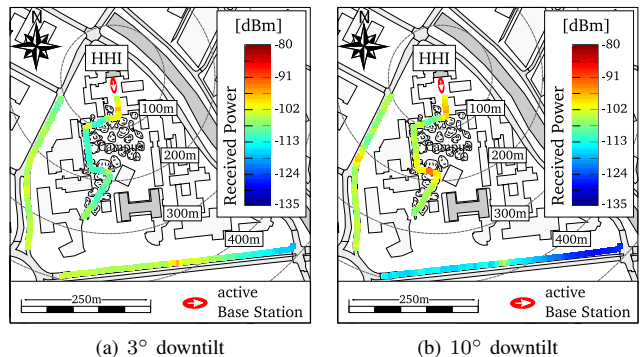 N
HHI
[dBm]
-80
-91
-102
-113
-124
-135
Received Power
100m
Campus
200m
300m
400m
250m
active
Base Station
(a) 3° downtilt
N
HHI
[dBm]
-80
-91
-102
-113
-124
-135
Received Power
100m
Campus
200m
300m
400m
250m
active
Base Station
(b) 10° downtilt